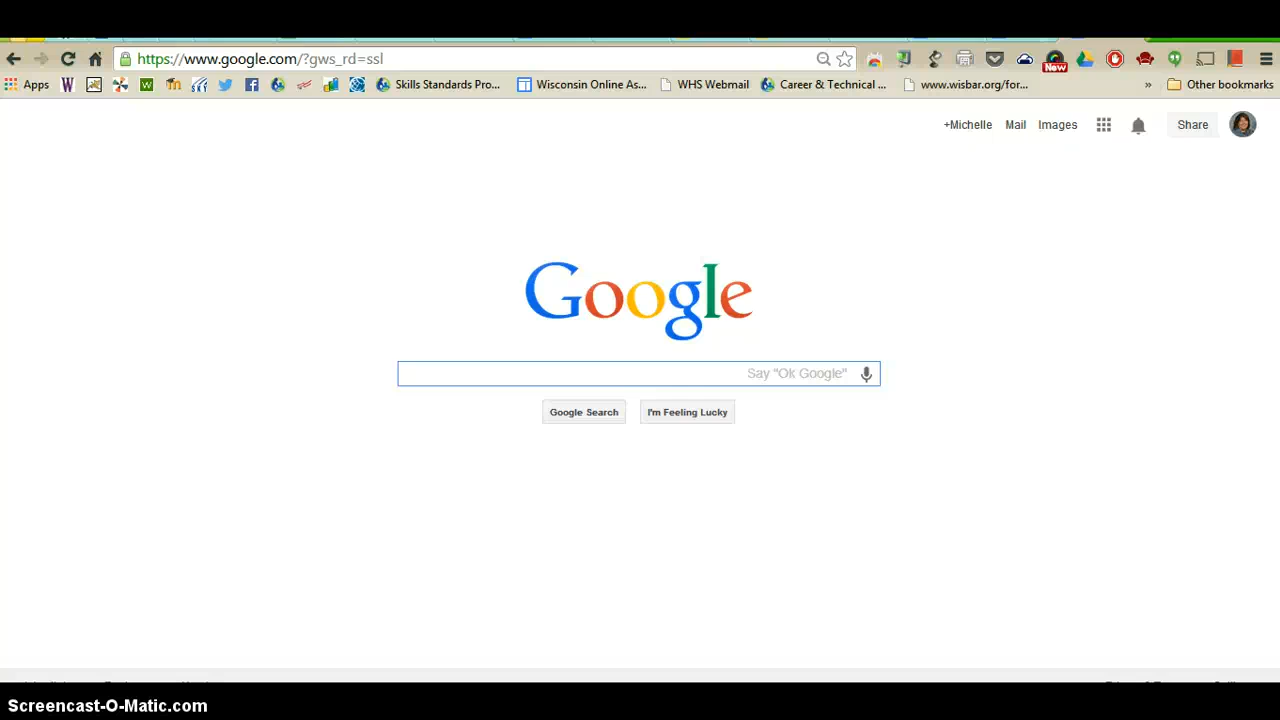 https://www.google.com/?gws_rd=ssl
New
Apps Skills Standards Pro... Wisconsin Online As... WHS Webmail Career & Technical ... www.wisbar.org/for... » Other bookmarks
+Michelle Mail Images Share
Google
Say "Ok Google"
Google Search I'm Feeling Lucky
Screencast-O-Matic.com